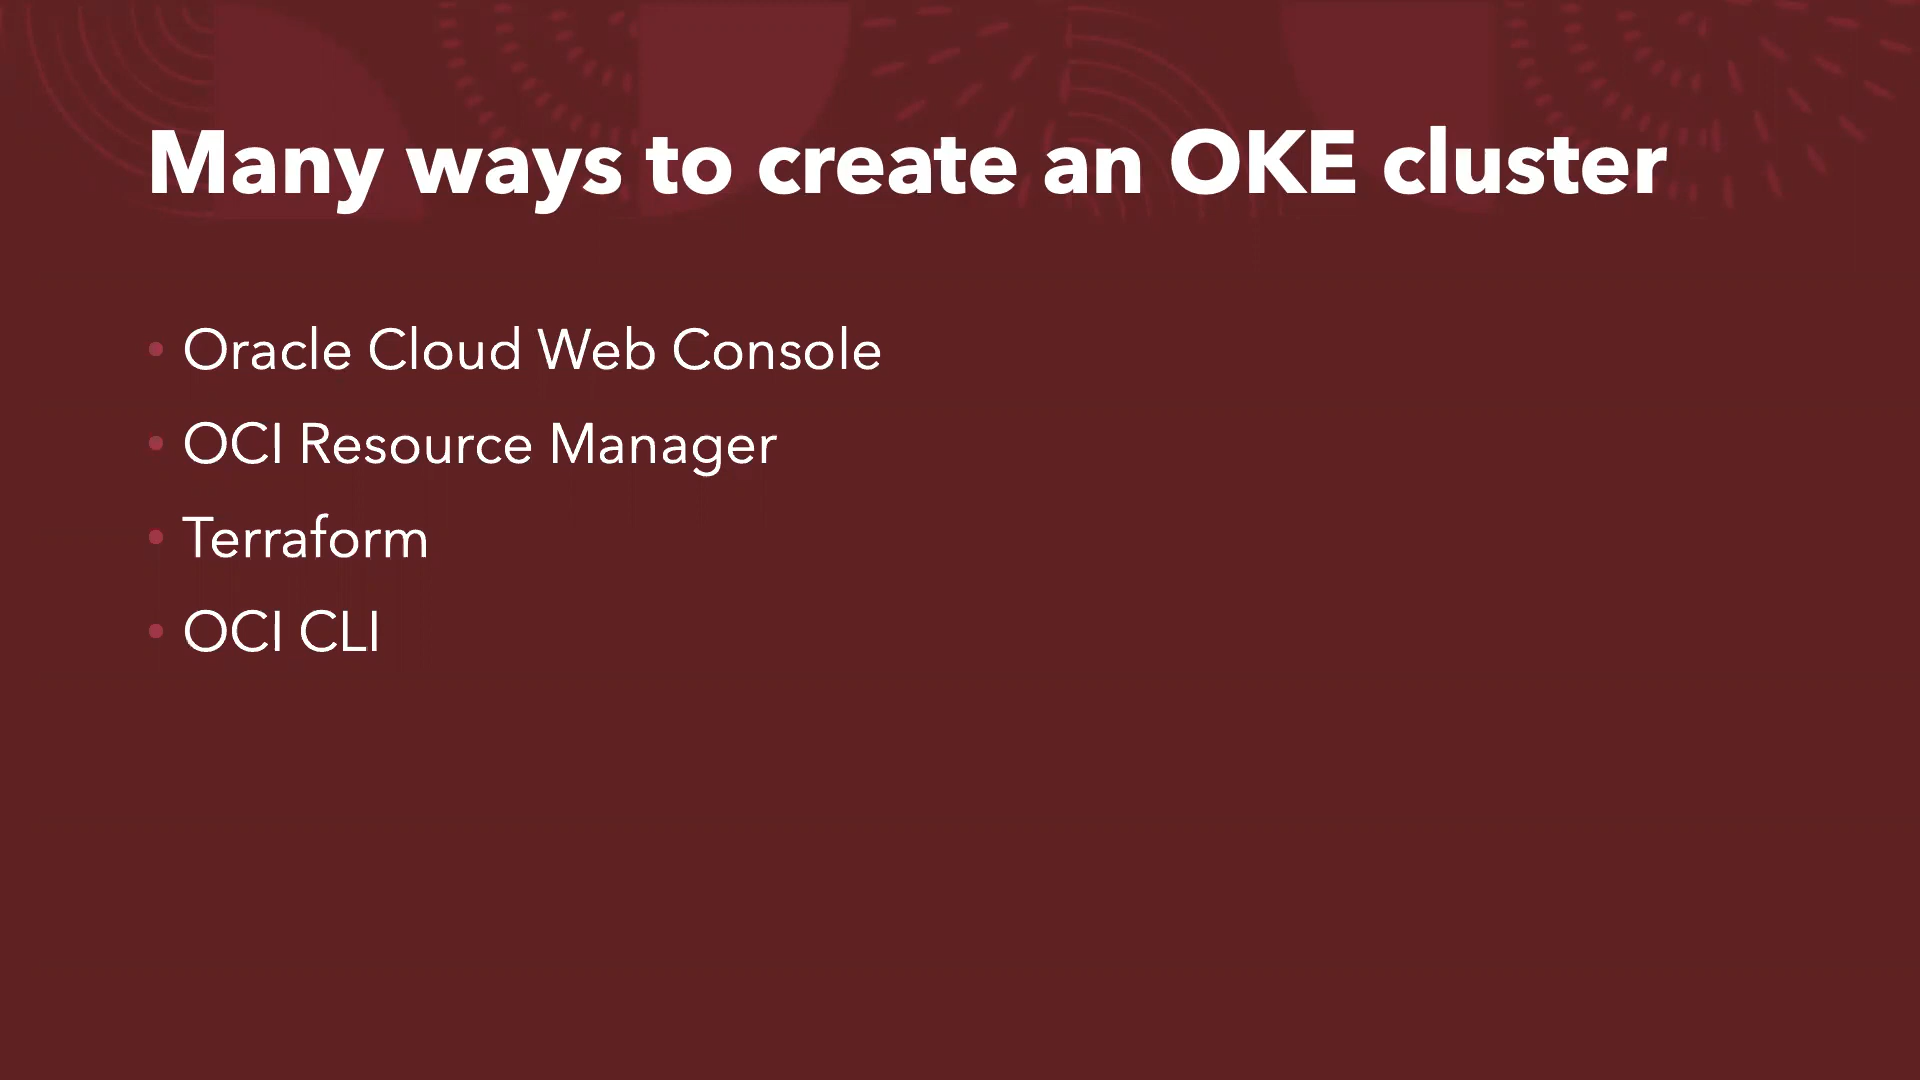 Many ways to create an OKE cluster
• Oracle Cloud Web Console
• OCI Resource Manager
• Terraform
• OCI CLI